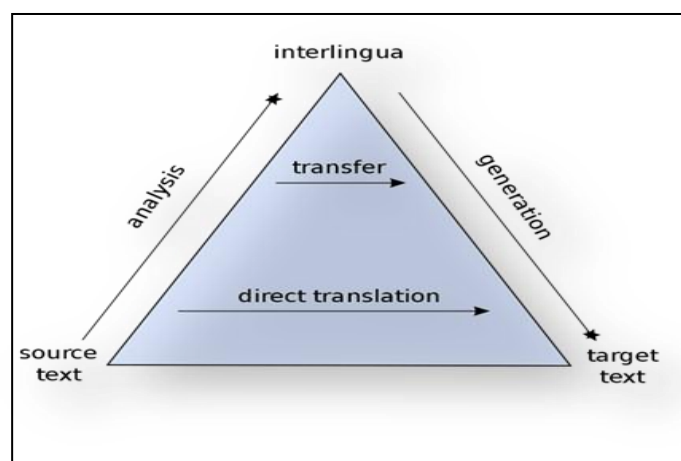 interlingua
transfer
analysis
generation
direct translation
source
text
target
text